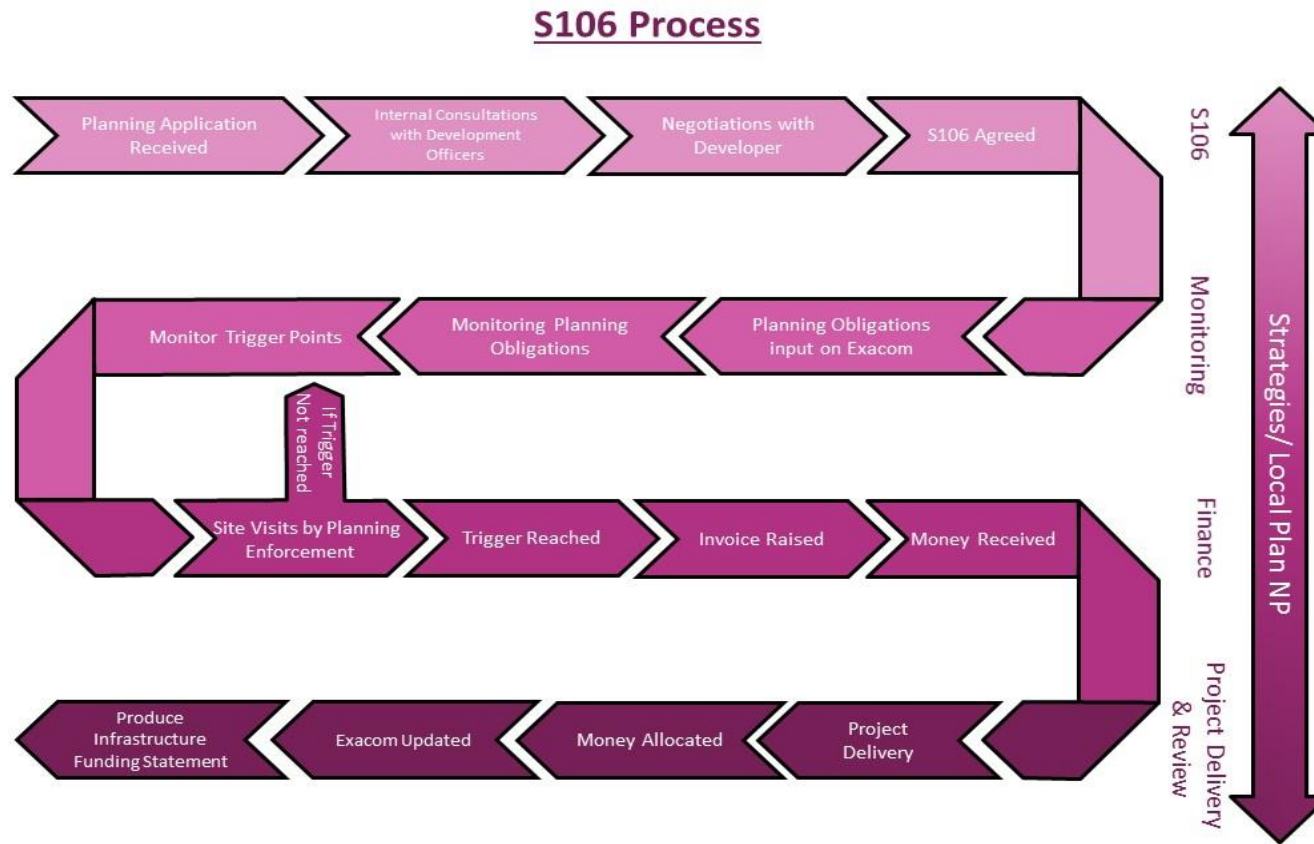 S106 Process
Planning Application
Received
Internal Consultations
with Development
Officers
Negotiations with
Developer
S106 Agreed
S106
Monitor Trigger Points
Monitoring Planning
Obligations
Planning Obligations
input on Exacom
Monitoring
If Trigger
Not reached
Site Visits by Planning
Enforcement
Trigger Reached
Invoice Raised
Money Received
Finance
Produce
Infrastructure
Funding Statement
Exacom Updated
Money Allocated
Project
Delivery
Project Delivery
& Review
Strategies/ Local Plan NP